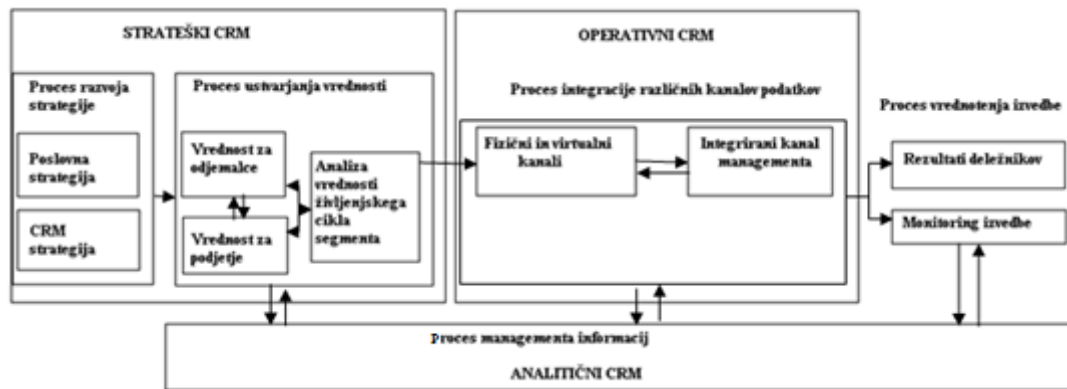 STRATEŠKI CRM
Proces razvoja
strategije
Poslovna
strategija
CRM
strategija
Proces ustvarjanja vrednosti
Vrednost za
odjemalce
Vrednost za
podjetje
Analiza
vrednosti
življenjskega
cikla
segmenta
OPERATIVNI CRM
Proces integracije različnih kanalov podatkov
Fizični in virtualni
kanali
Integrirani kanal
managementa
Proces vrednotenja izvedbe
Rezultati deležnikov
Monitoring izvedbe
Proces managementa informacij
ANALITIČNI CRM